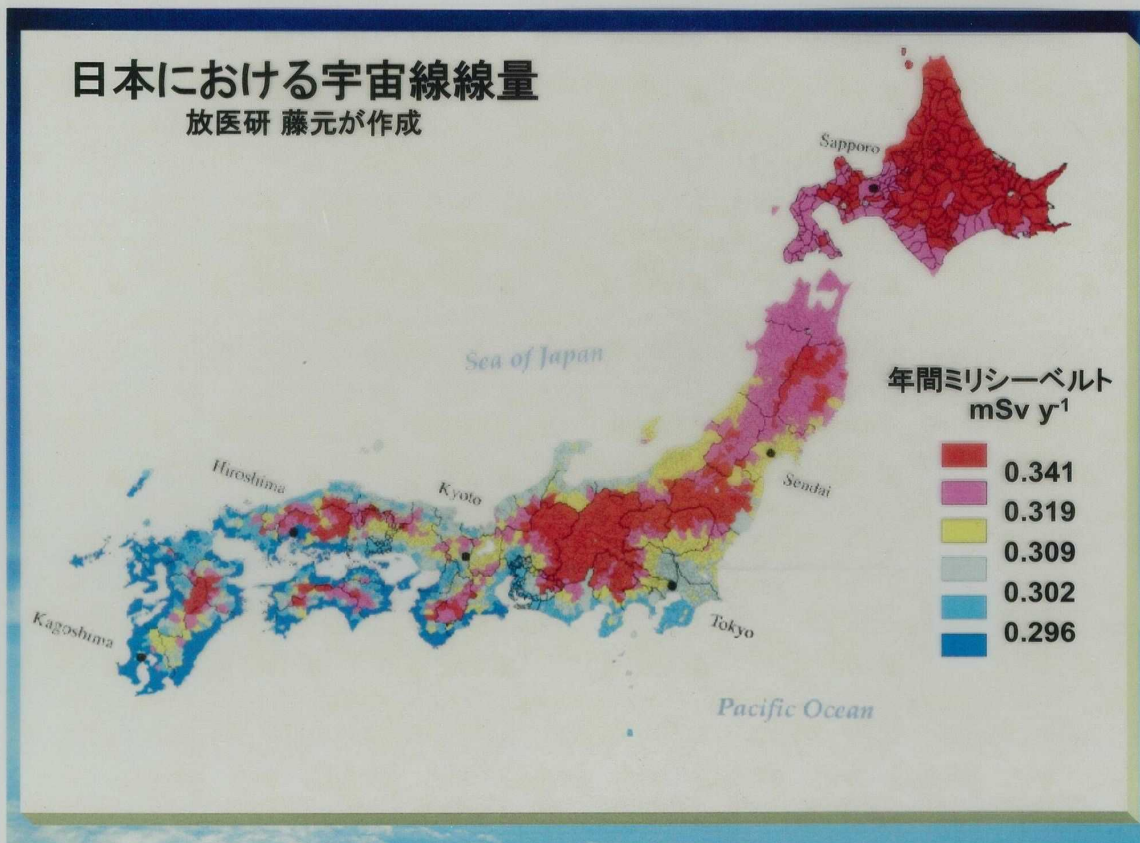 日本における宇宙線線量
放医研 藤元が作成
Sapporo
Sea of Japan
年間ミリシーベルト
mSv y-1
0.341
0.319
0.309
0.302
0.296
Hiroshima
Kyoto
Sendai
Kagoshima
Tokyo
Pacific Ocean